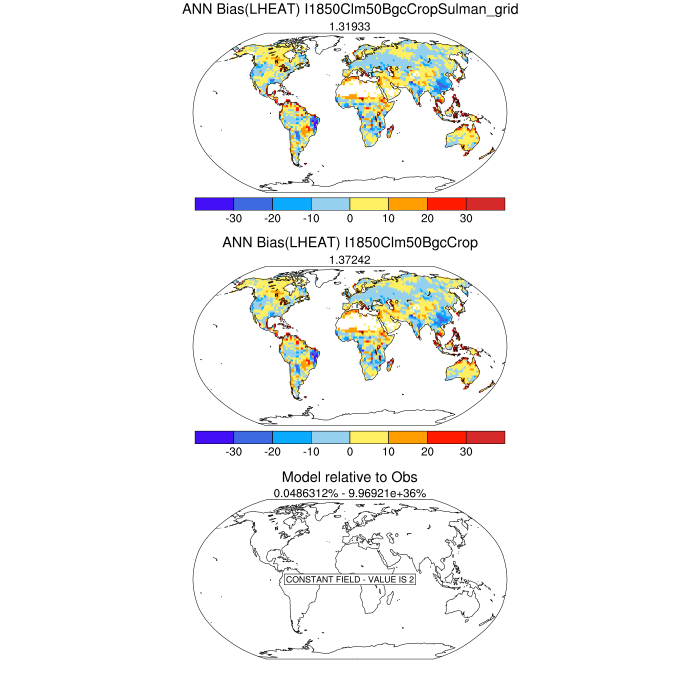 ANN Bias(LHEAT) I1850Clm50BgcCropSulman_grid
1.31933
-30 -20 -10 0 10 20 30
ANN Bias(LHEAT) I1850Clm50BgcCrop
1.37242
-30 -20 -10 0 10 20 30
Model relative to Obs
0.0486312% - 9.96921e+36%
CONSTANT FIELD - VALUE IS 2